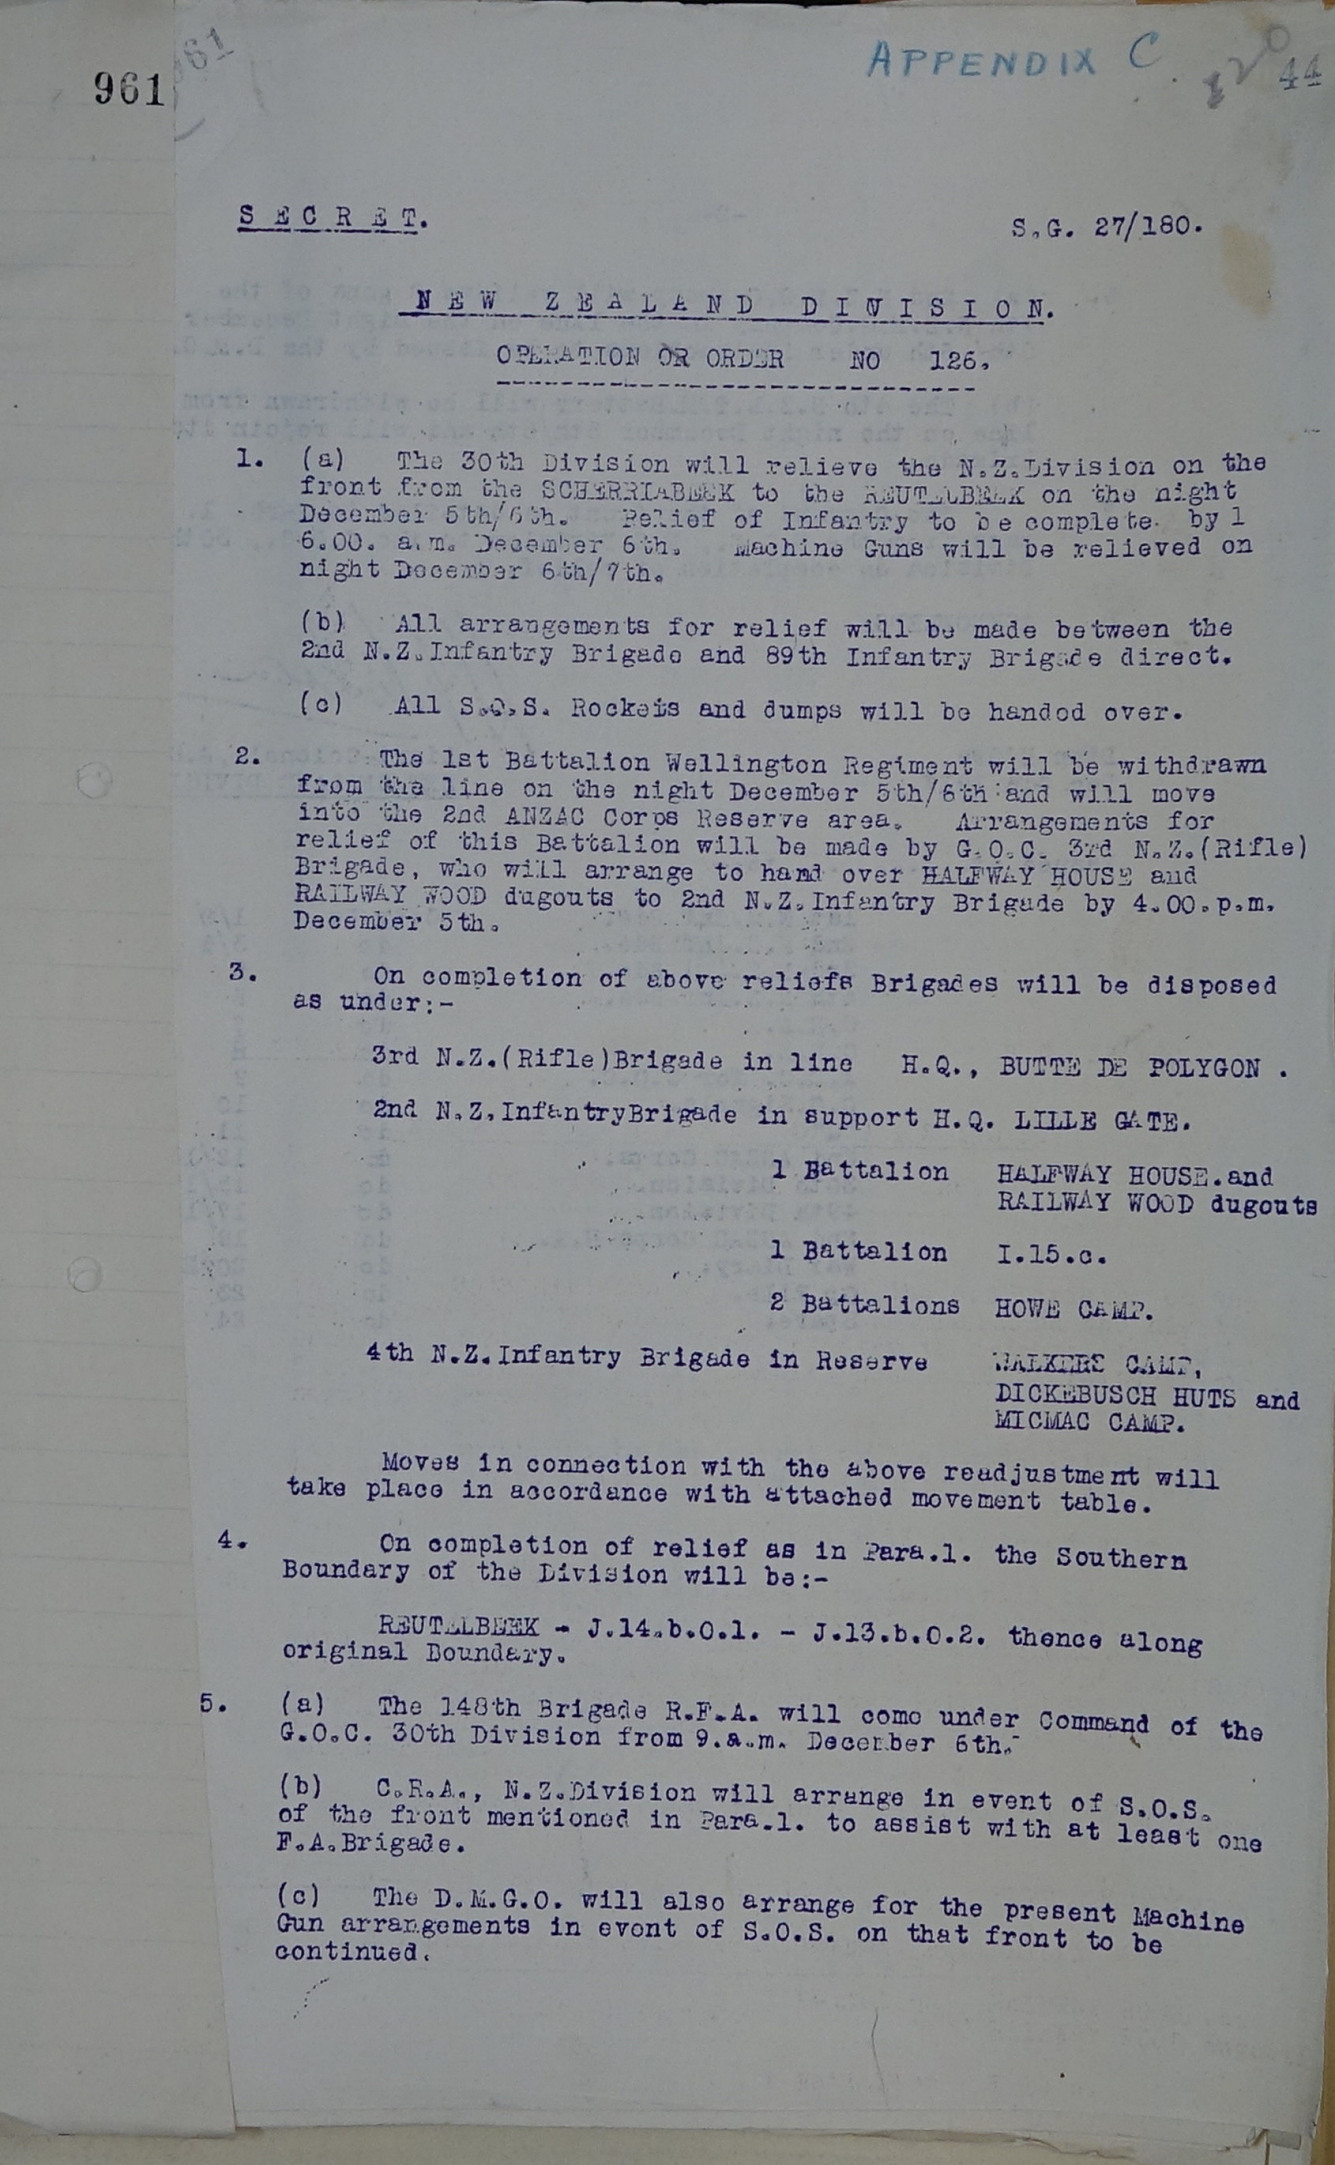 961
61
APPENDIX C.
120
44
S E C R E T.
S.G. 27/180.
N E W   Z E A L A N D   D I V I S I O N.
OPERATION OR ORDER   NO   126.
1. (a) The 30th Division will relieve the N.Z.Division on the
front from the SCHERRIABEEK to the REUTELBEEK on the night
December 5th/6th. Relief of Infantry to be complete by 1
6.00. a.m. December 6th. Machine Guns will be relieved on
night December 6th/7th.
(b) All arrangements for relief will be made between the
2nd N.Z.Infantry Brigade and 89th Infantry Brigade direct.
(c) All S.O.S. Rockets and dumps will be handed over.
2. The 1st Battalion Wellington Regiment will be withdrawn
from the line on the night December 5th/6th and will move
into the 2nd ANZAC Corps Reserve area. Arrangements for
relief of this Battalion will be made by G.O.C. 3rd N.Z.(Rifle)
Brigade, who will arrange to hand over HALFWAY HOUSE and
RAILWAY WOOD dugouts to 2nd N.Z.Infantry Brigade by 4.00.p.m.
December 5th.
3. On completion of above reliefs Brigades will be disposed
as under:-
3rd N.Z.(Rifle)Brigade in line H.Q., BUTTE DE POLYGON .
2nd N.Z.InfantryBrigade in support H.Q. LILLE GATE.
1 Battalion HALFWAY HOUSE.and
RAILWAY WOOD dugouts
1 Battalion I.15.c.
2 Battalions HOWE CAMP.
4th N.Z.Infantry Brigade in Reserve WALKERS CAMP,
DICKEBUSCH HUTS and
MICMAC CAMP.
Moves in connection with the above readjustment will
take place in accordance with attached movement table.
4. On completion of relief as in Para.1. the Southern
Boundary of the Division will be:-
REUTELBEEK - J.14.b.0.1. - J.13.b.0.2. thence along
original Boundary.
5. (a) The 148th Brigade R.F.A. will come under Command of the
G.O.C. 30th Division from 9.a.m. December 6th.
(b) C.R.A., N.Z.Division will arrange in event of S.O.S.
of the front mentioned in Para.1. to assist with at least one
F.A.Brigade.
(c) The D.M.G.O. will also arrange for the present Machine
Gun arrangements in event of S.O.S. on that front to be
continued.